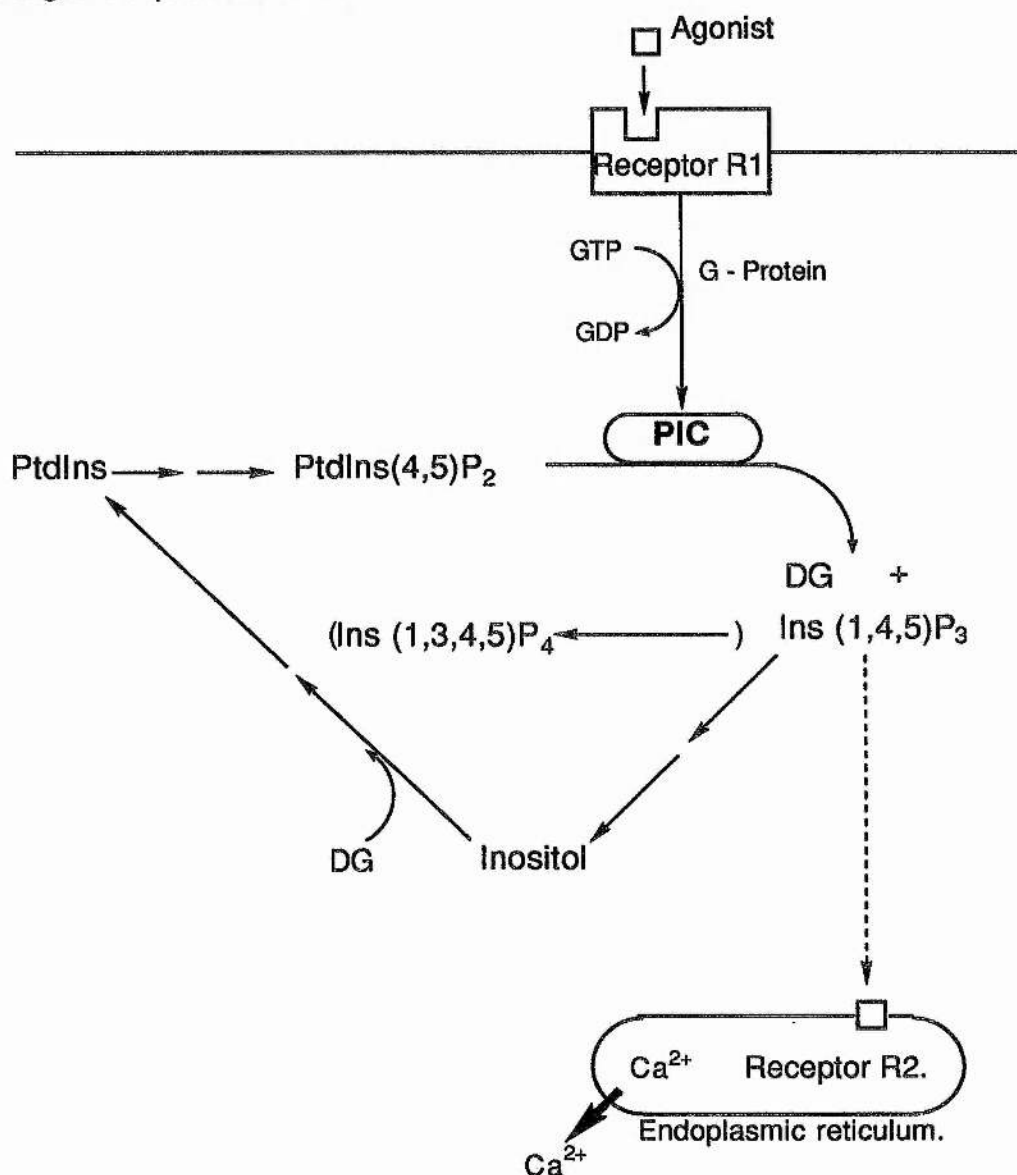 Agonist
Receptor R1
GTP
G - Protein
GDP
PIC
PtdIns
PtdIns(4,5)P₂
DG +
(Ins (1,3,4,5)P₄ ) Ins (1,4,5)P₃
DG
Inositol
Ca²⁺ Receptor R2.
Endoplasmic reticulum.
Ca²⁺